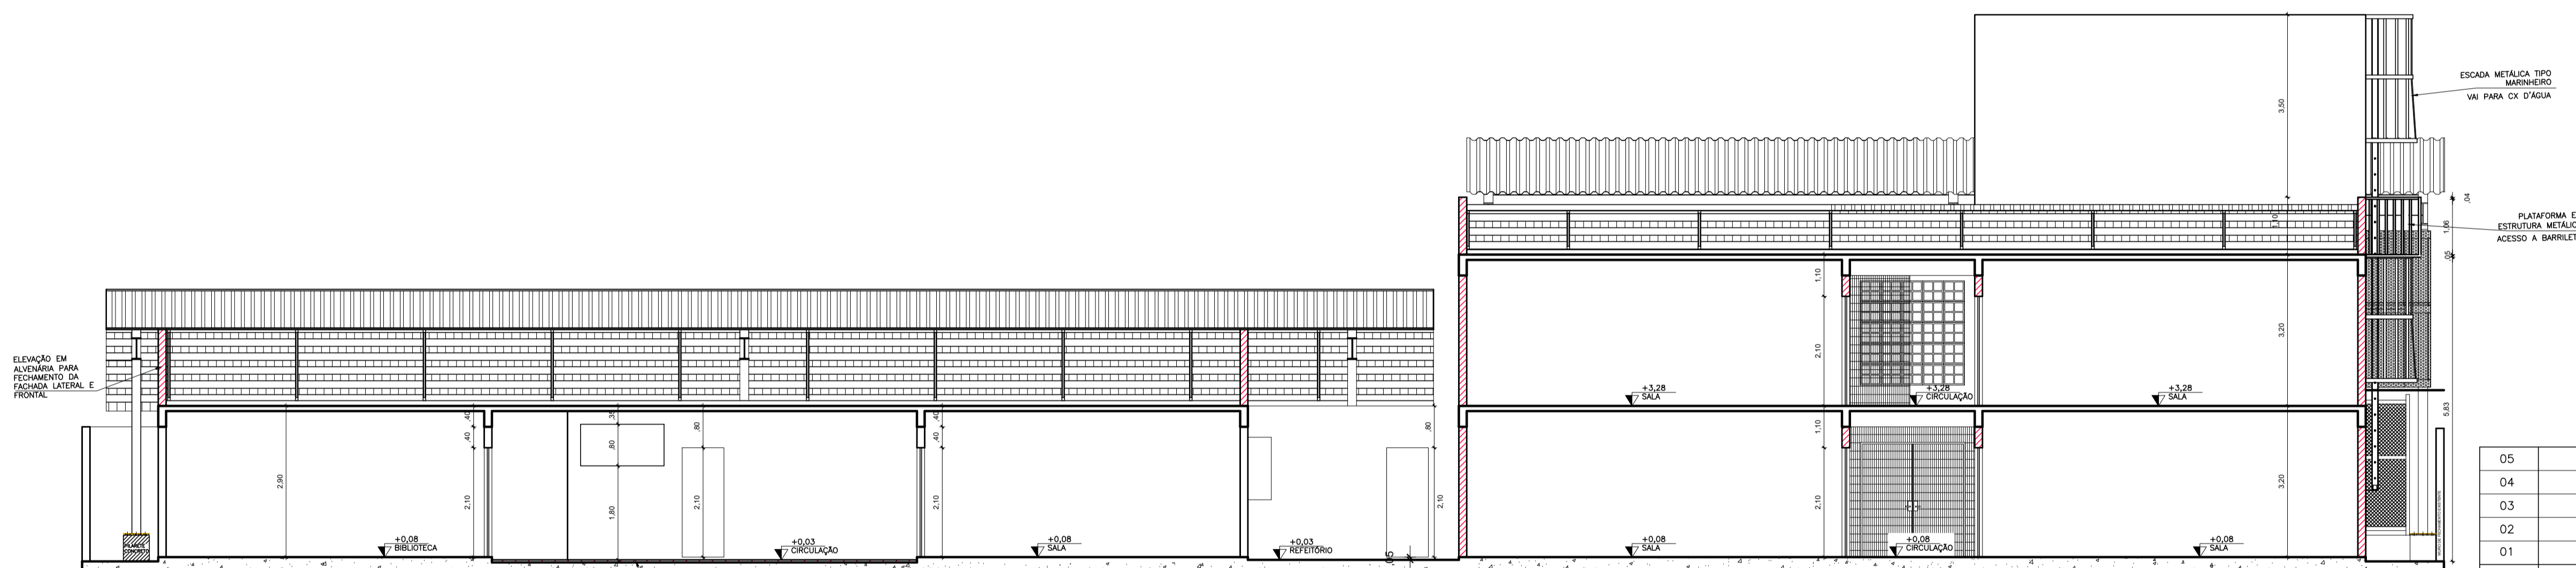 ESCADA METÁLICA TIPO
MARINHEIRO
VAI PARA CX D'ÁGUA
3,50
,04
1,06
1,10
PLATAFORMA E
ESTRUTURA METÁLIC
ACESSO A BARRILET
,05
1,10
2,10
3,20
+3,28
SALA
+3,28
CIRCULAÇÃO
+3,28
SALA
5,83
ELEVAÇÃO EM
ALVENÁRIA PARA
FECHAMENTO DA
FACHADA LATERAL E
FRONTAL
2,90
,40
,40
2,10
,35
,80
1,80
,80
2,10
,40
,40
2,10
,80
2,10
1,10
2,10
3,20
PILARETE
CONCRETO
+0,08
BIBLIOTECA
+0,03
CIRCULAÇÃO
+0,08
SALA
+0,03
REFEITÓRIO
,05
+0,08
SALA
+0,08
CIRCULAÇÃO
+0,08
SALA
05
04
03
02
01